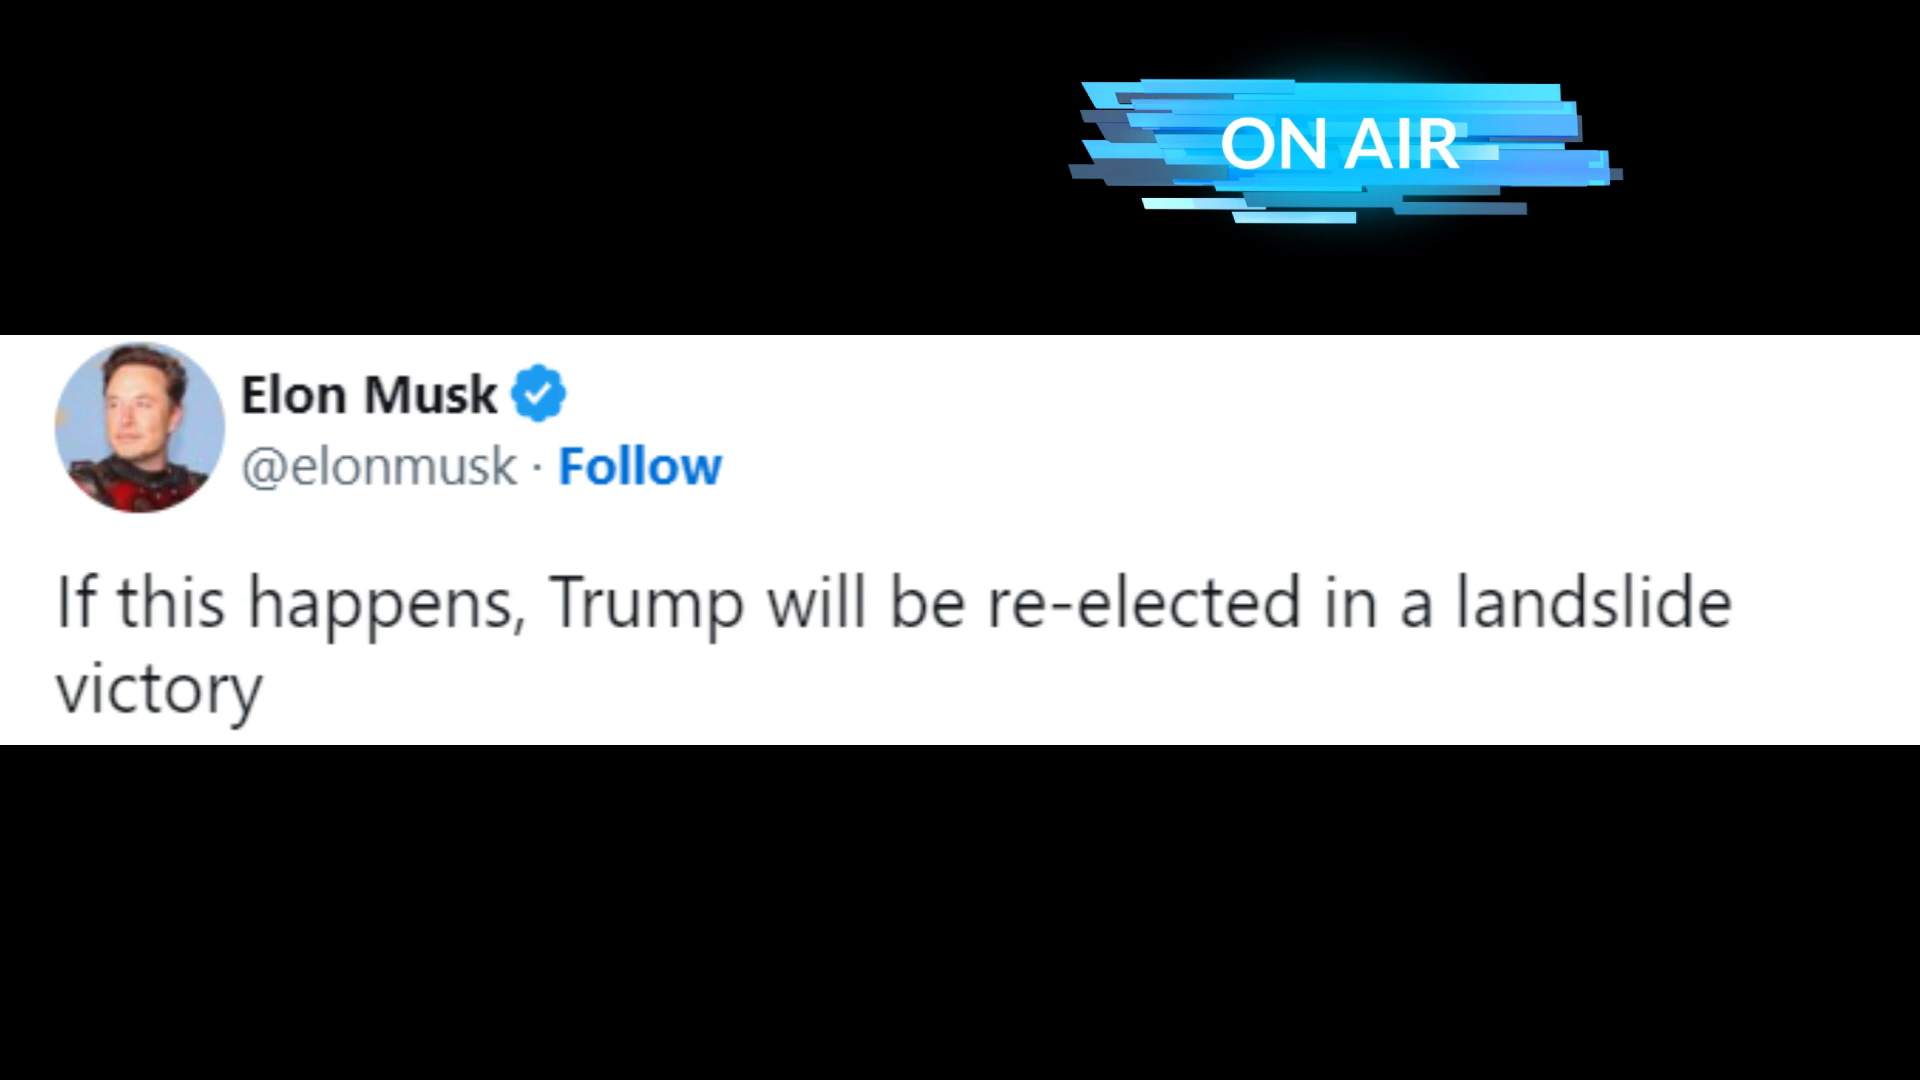 ON AIR
Elon Musk
@elonmusk · Follow
If this happens, Trump will be re-elected in a landslide
victory